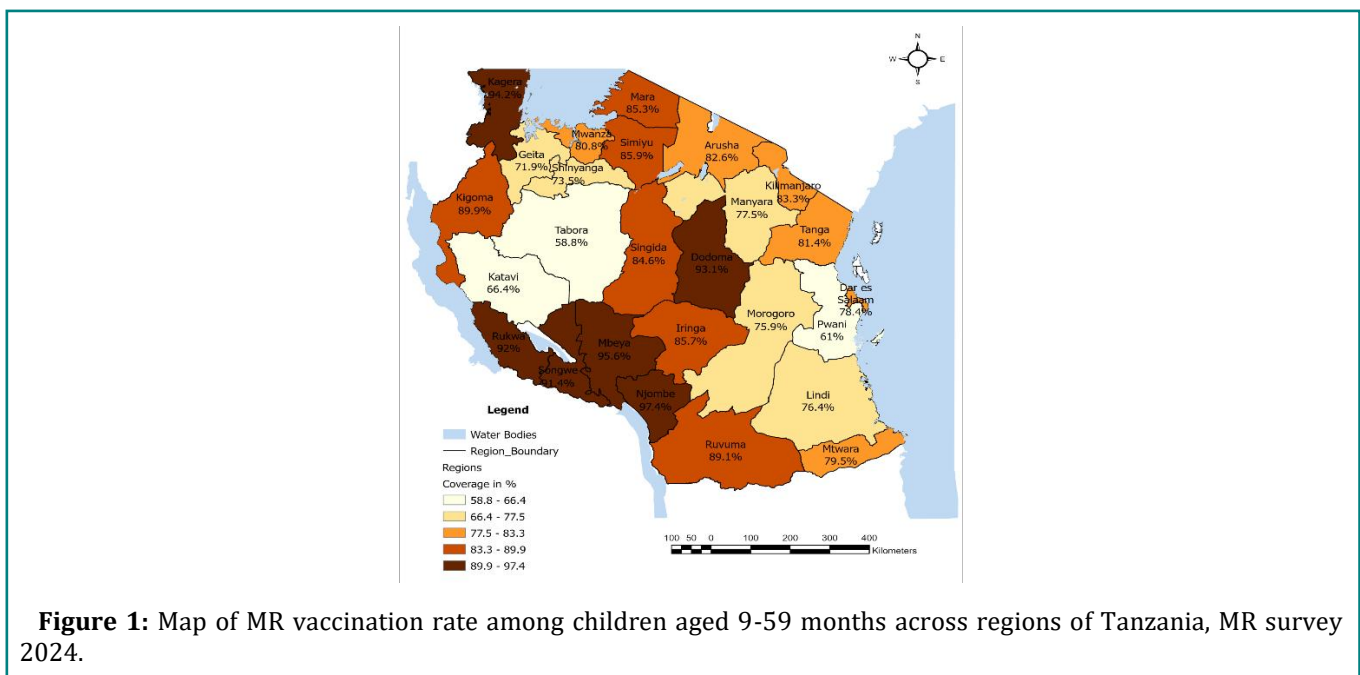 N
W E
S
Kagera
94.2%
Mara
85.3%
Mwanza
80.8%
Simiyu
85.9%
Arusha
82.6%
Geita
71.9%
Shinyanga
73.5%
Kilimanjaro
83.3%
Kigoma
89.9%
Manyara
77.5%
Tabora
58.8%
Tanga
81.4%
Singida
84.6%
Dodoma
93.1%
Katavi
66.4%
Dar es
Salaam
78.4%
Morogoro
75.9%
Pwani
61%
Iringa
85.7%
Rukwa
92%
Mbeya
95.6%
Songwe
91.4%
Njombe
97.4%
Lindi
76.4%
Ruvuma
89.1%
Mtwara
79.5%
Legend
Water Bodies
Region_Boundary
Regions
Coverage in %
58.8 - 66.4
66.4 - 77.5
77.5 - 83.3
83.3 - 89.9
89.9 - 97.4
100 50 0 100 200 300 400
Kilometers
Figure 1: Map of MR vaccination rate among children aged 9-59 months across regions of Tanzania, MR survey
2024.